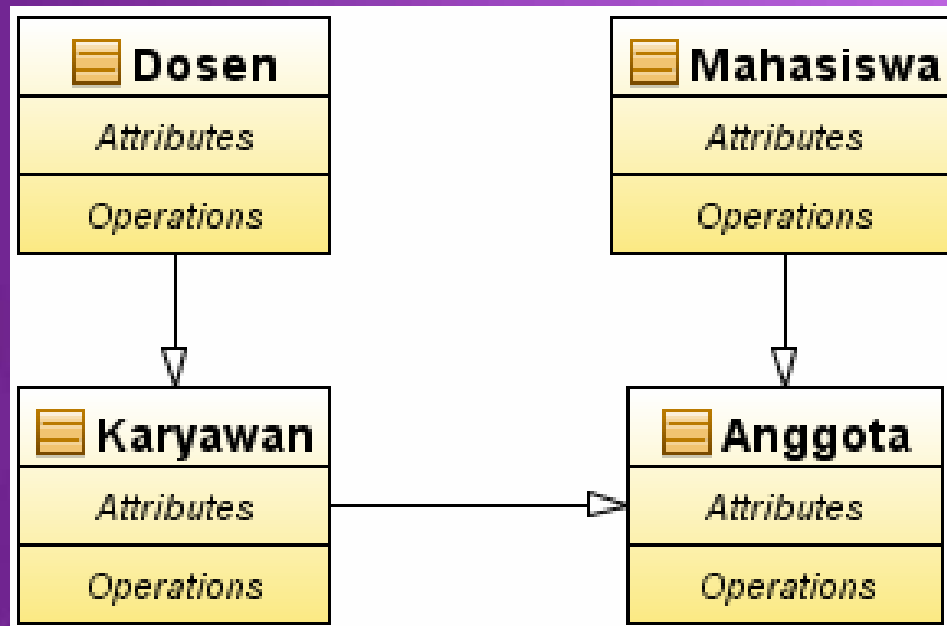 Dosen
Attributes
Operations
Mahasiswa
Attributes
Operations
Karyawan
Attributes
Operations
Anggota
Attributes
Operations